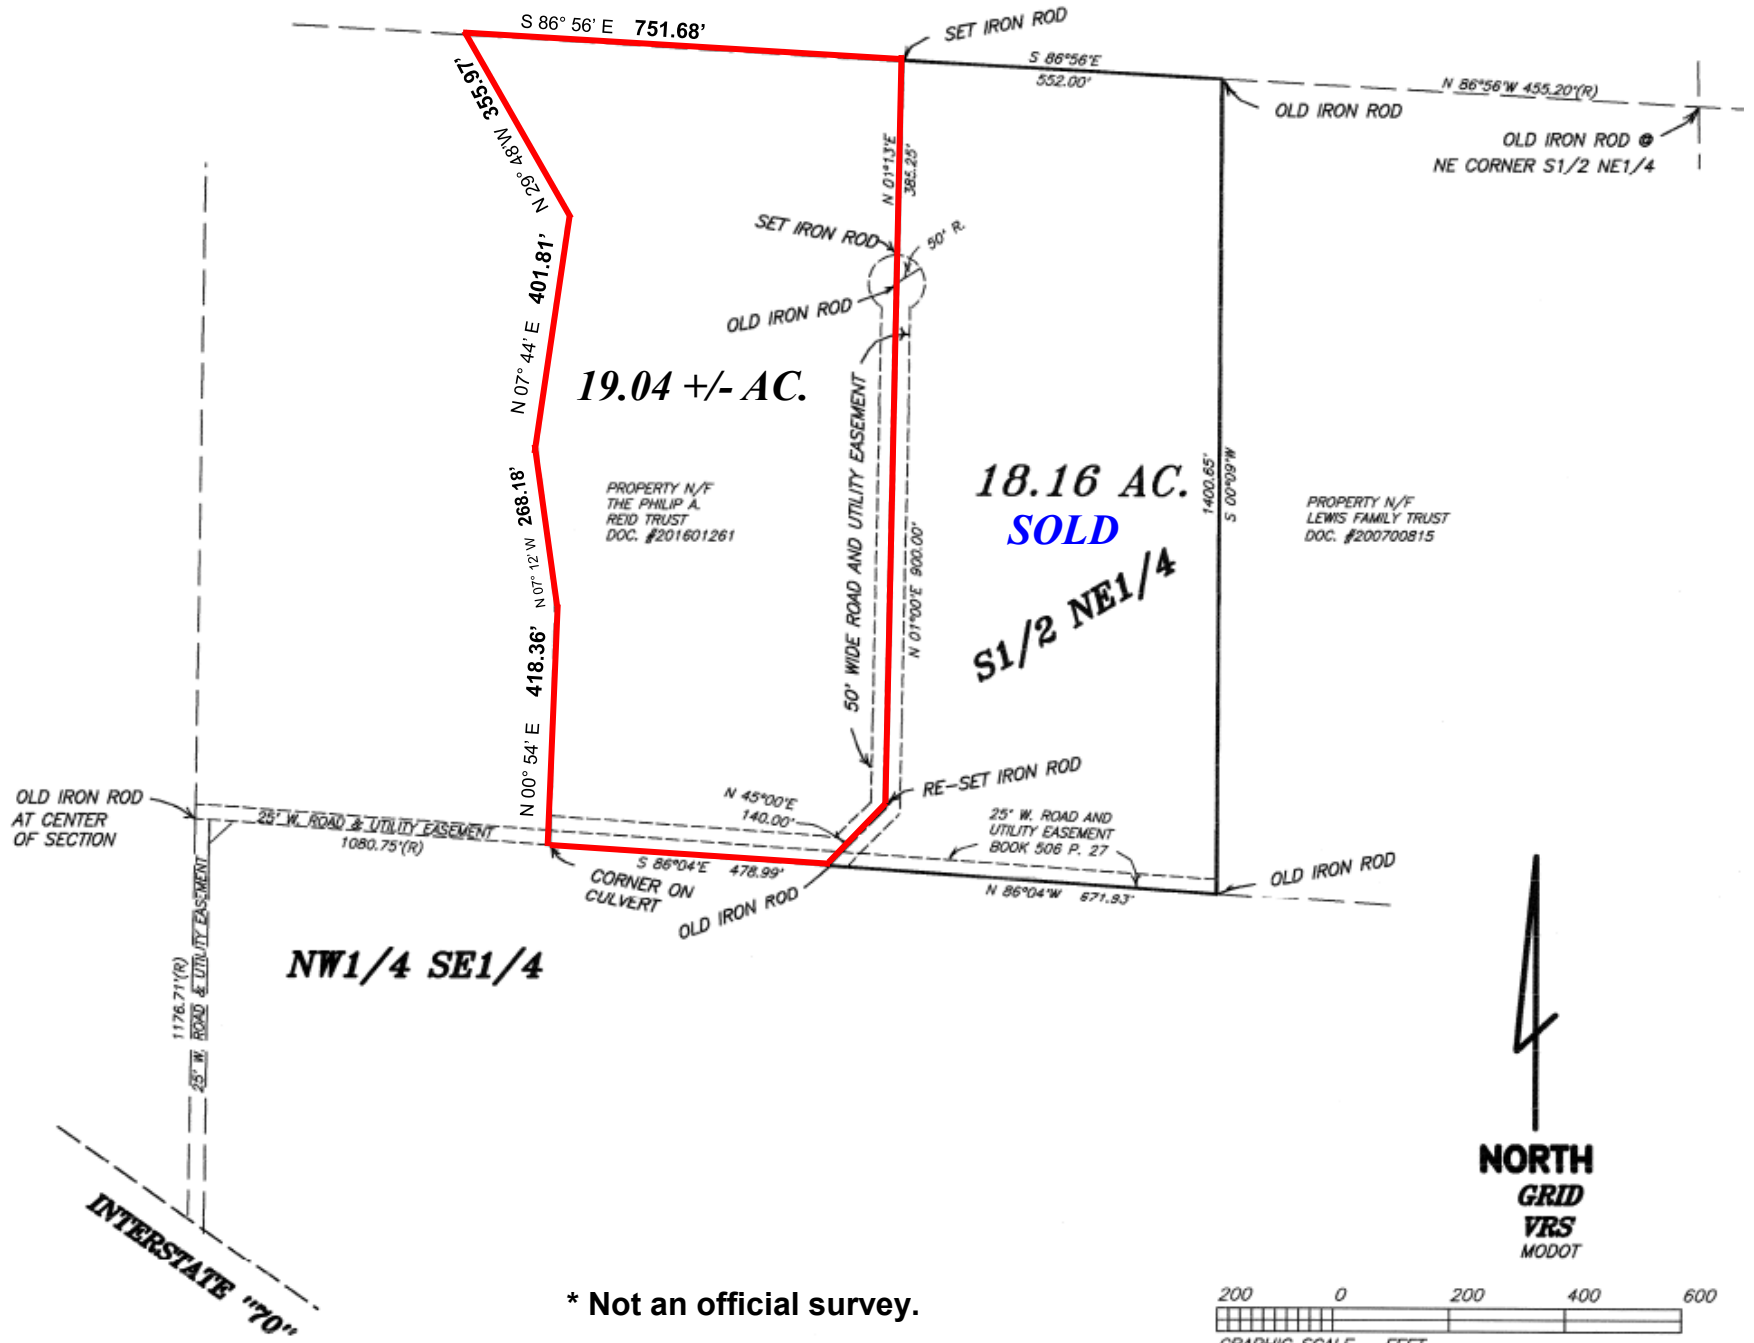 S 86° 56' E 751.68'
SET IRON ROD
S 86°56'E
552.00'
N 86°56'W 455.20'(R)
OLD IRON ROD
OLD IRON ROD @
NE CORNER S1/2 NE1/4
N 29° 48'W 355.97'
N 01°13'E
385.25'
SET IRON ROD
50' R.
OLD IRON ROD
N 07° 44' E 401.81'
19.04 +/- AC.
50' WIDE ROAD AND UTILITY EASEMENT
18.16 AC.
SOLD
1400.65'
S 00°09'W
PROPERTY N/F
THE PHILIP A.
REID TRUST
DOC. #201601261
PROPERTY N/F
LEWIS FAMILY TRUST
DOC. #200700815
N 07° 12' W 268.18'
N 01°00'E 900.00'
S1/2 NE1/4
N 00° 54' E 418.36'
RE-SET IRON ROD
OLD IRON ROD
AT CENTER
OF SECTION
N 45°00'E
140.00'
25' W. ROAD AND
UTILITY EASEMENT
BOOK 506 P. 27
25' W. ROAD & UTILITY EASEMENT
1080.75'(R)
S 86°04'E 478.99'
CORNER ON
CULVERT
OLD IRON ROD
N 86°04'W 671.93'
OLD IRON ROD
NW1/4 SE1/4
1176.71'(R)
25' W. ROAD & UTILITY EASEMENT
INTERSTATE "70"
NORTH
GRID
VRS
MODOT
* Not an official survey.
200 0 200 400 600
GRAPHIC SCALE FEET